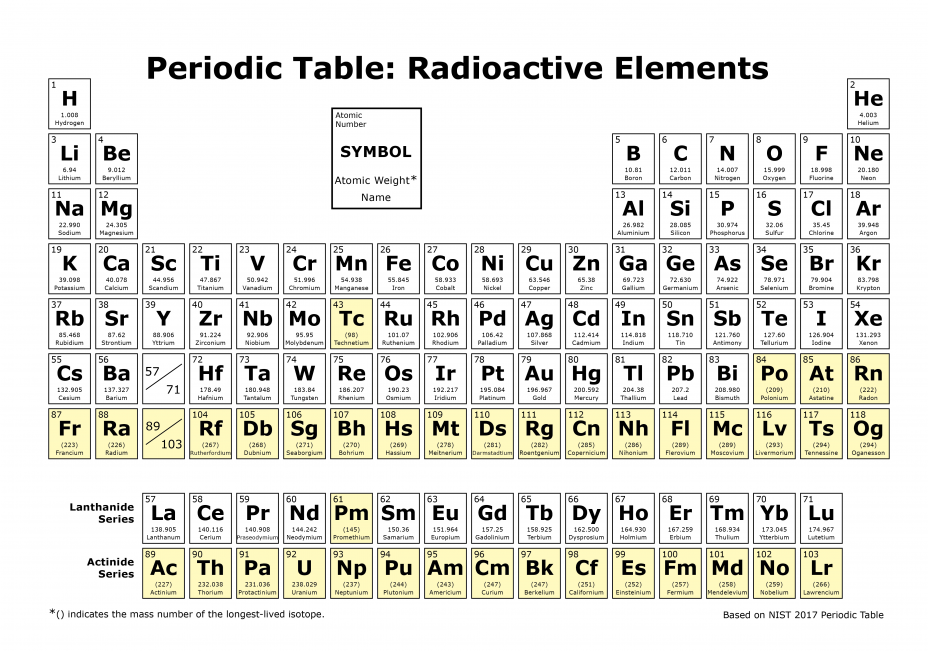 Periodic Table: Radioactive Elements
1
H
1.008
Hydrogen
2
He
4.003
Helium
Atomic
Number
SYMBOL
Atomic Weight*
Name
3
Li
6.94
Lithium
4
Be
9.012
Beryllium
5
B
10.81
Boron
6
C
12.011
Carbon
7
N
14.007
Nitrogen
8
O
15.999
Oxygen
9
F
18.998
Fluorine
10
Ne
20.180
Neon
11
Na
22.990
Sodium
12
Mg
24.305
Magnesium
13
Al
26.982
Aluminium
14
Si
28.085
Silicon
15
P
30.974
Phosphorus
16
S
32.06
Sulfur
17
Cl
35.45
Chlorine
18
Ar
39.948
Argon
19
K
39.098
Potassium
20
Ca
40.078
Calcium
21
Sc
44.956
Scandium
22
Ti
47.867
Titanium
23
V
50.942
Vanadium
24
Cr
51.996
Chromium
25
Mn
54.938
Manganese
26
Fe
55.845
Iron
27
Co
58.933
Cobalt
28
Ni
58.693
Nickel
29
Cu
63.546
Copper
30
Zn
65.38
Zinc
31
Ga
69.723
Gallium
32
Ge
72.630
Germanium
33
As
74.922
Arsenic
34
Se
78.971
Selenium
35
Br
79.904
Bromine
36
Kr
83.798
Krypton
37
Rb
85.468
Rubidium
38
Sr
87.62
Strontium
39
Y
88.906
Yttrium
40
Zr
91.224
Zirconium
41
Nb
92.906
Niobium
42
Mo
95.95
Molybdenum
43
Tc
(98)
Technetium
44
Ru
101.07
Ruthenium
45
Rh
102.906
Rhodium
46
Pd
106.42
Palladium
47
Ag
107.868
Silver
48
Cd
112.414
Cadmium
49
In
114.818
Indium
50
Sn
118.710
Tin
51
Sb
121.760
Antimony
52
Te
127.60
Tellurium
53
I
126.904
Iodine
54
Xe
131.293
Xenon
55
Cs
132.905
Cesium
56
Ba
137.327
Barium
57
71
72
Hf
178.49
Hafnium
73
Ta
180.948
Tantalum
74
W
183.84
Tungsten
75
Re
186.207
Rhenium
76
Os
190.23
Osmium
77
Ir
192.217
Iridium
78
Pt
195.084
Platinum
79
Au
196.967
Gold
80
Hg
200.592
Mercury
81
Tl
204.38
Thallium
82
Pb
207.2
Lead
83
Bi
208.980
Bismuth
84
Po
(209)
Polonium
85
At
(210)
Astatine
86
Rn
(222)
Radon
87
Fr
(223)
Francium
88
Ra
(226)
Radium
89
103
104
Rf
(267)
Rutherfordium
105
Db
(268)
Dubnium
106
Sg
(271)
Seaborgium
107
Bh
(270)
Bohrium
108
Hs
(269)
Hassium
109
Mt
(278)
Meitnerium
110
Ds
(281)
Darmstadtium
111
Rg
(282)
Roentgenium
112
Cn
(285)
Copernicium
113
Nh
(286)
Nihonium
114
Fl
(289)
Flerovium
115
Mc
(289)
Moscovium
116
Lv
(293)
Livermorium
117
Ts
(294)
Tennessine
118
Og
(294)
Oganesson
Lanthanide
Series
57
La
138.905
Lanthanum
58
Ce
140.116
Cerium
59
Pr
140.908
Praseodymium
60
Nd
144.242
Neodymium
61
Pm
(145)
Promethium
62
Sm
150.36
Samarium
63
Eu
151.964
Europium
64
Gd
157.25
Gadolinium
65
Tb
158.925
Terbium
66
Dy
162.500
Dysprosium
67
Ho
164.930
Holmium
68
Er
167.259
Erbium
69
Tm
168.934
Thulium
70
Yb
173.045
Ytterbium
71
Lu
174.967
Lutetium
Actinide
Series
89
Ac
(227)
Actinium
90
Th
232.038
Thorium
91
Pa
231.036
Protactinium
92
U
238.029
Uranium
93
Np
(237)
Neptunium
94
Pu
(244)
Plutonium
95
Am
(243)
Americium
96
Cm
(247)
Curium
97
Bk
(247)
Berkelium
98
Cf
(251)
Californium
99
Es
(252)
Einsteinium
100
Fm
(257)
Fermium
101
Md
(258)
Mendelevium
102
No
(259)
Nobelium
103
Lr
(266)
Lawrencium
*() indicates the mass number of the longest-lived isotope.
Based on NIST 2017 Periodic Table